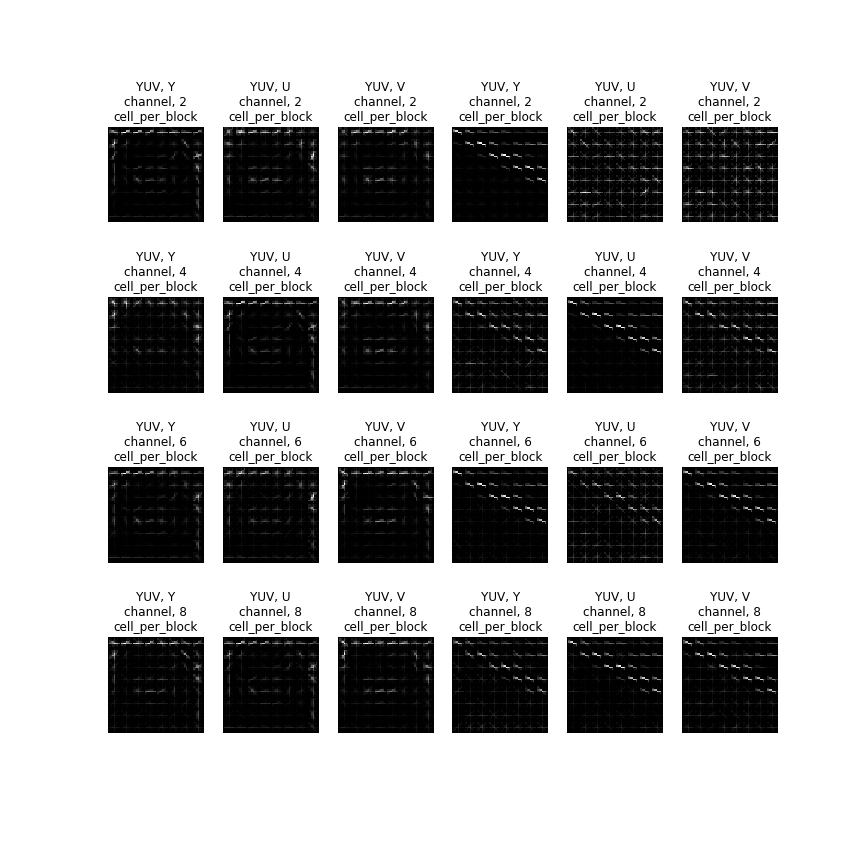 YUV, Y
channel, 2
cell_per_block
YUV, U
channel, 2
cell_per_block
YUV, V
channel, 2
cell_per_block
YUV, Y
channel, 2
cell_per_block
YUV, U
channel, 2
cell_per_block
YUV, V
channel, 2
cell_per_block
YUV, Y
channel, 4
cell_per_block
YUV, U
channel, 4
cell_per_block
YUV, V
channel, 4
cell_per_block
YUV, Y
channel, 4
cell_per_block
YUV, U
channel, 4
cell_per_block
YUV, V
channel, 4
cell_per_block
YUV, Y
channel, 6
cell_per_block
YUV, U
channel, 6
cell_per_block
YUV, V
channel, 6
cell_per_block
YUV, Y
channel, 6
cell_per_block
YUV, U
channel, 6
cell_per_block
YUV, V
channel, 6
cell_per_block
YUV, Y
channel, 8
cell_per_block
YUV, U
channel, 8
cell_per_block
YUV, V
channel, 8
cell_per_block
YUV, Y
channel, 8
cell_per_block
YUV, U
channel, 8
cell_per_block
YUV, V
channel, 8
cell_per_block